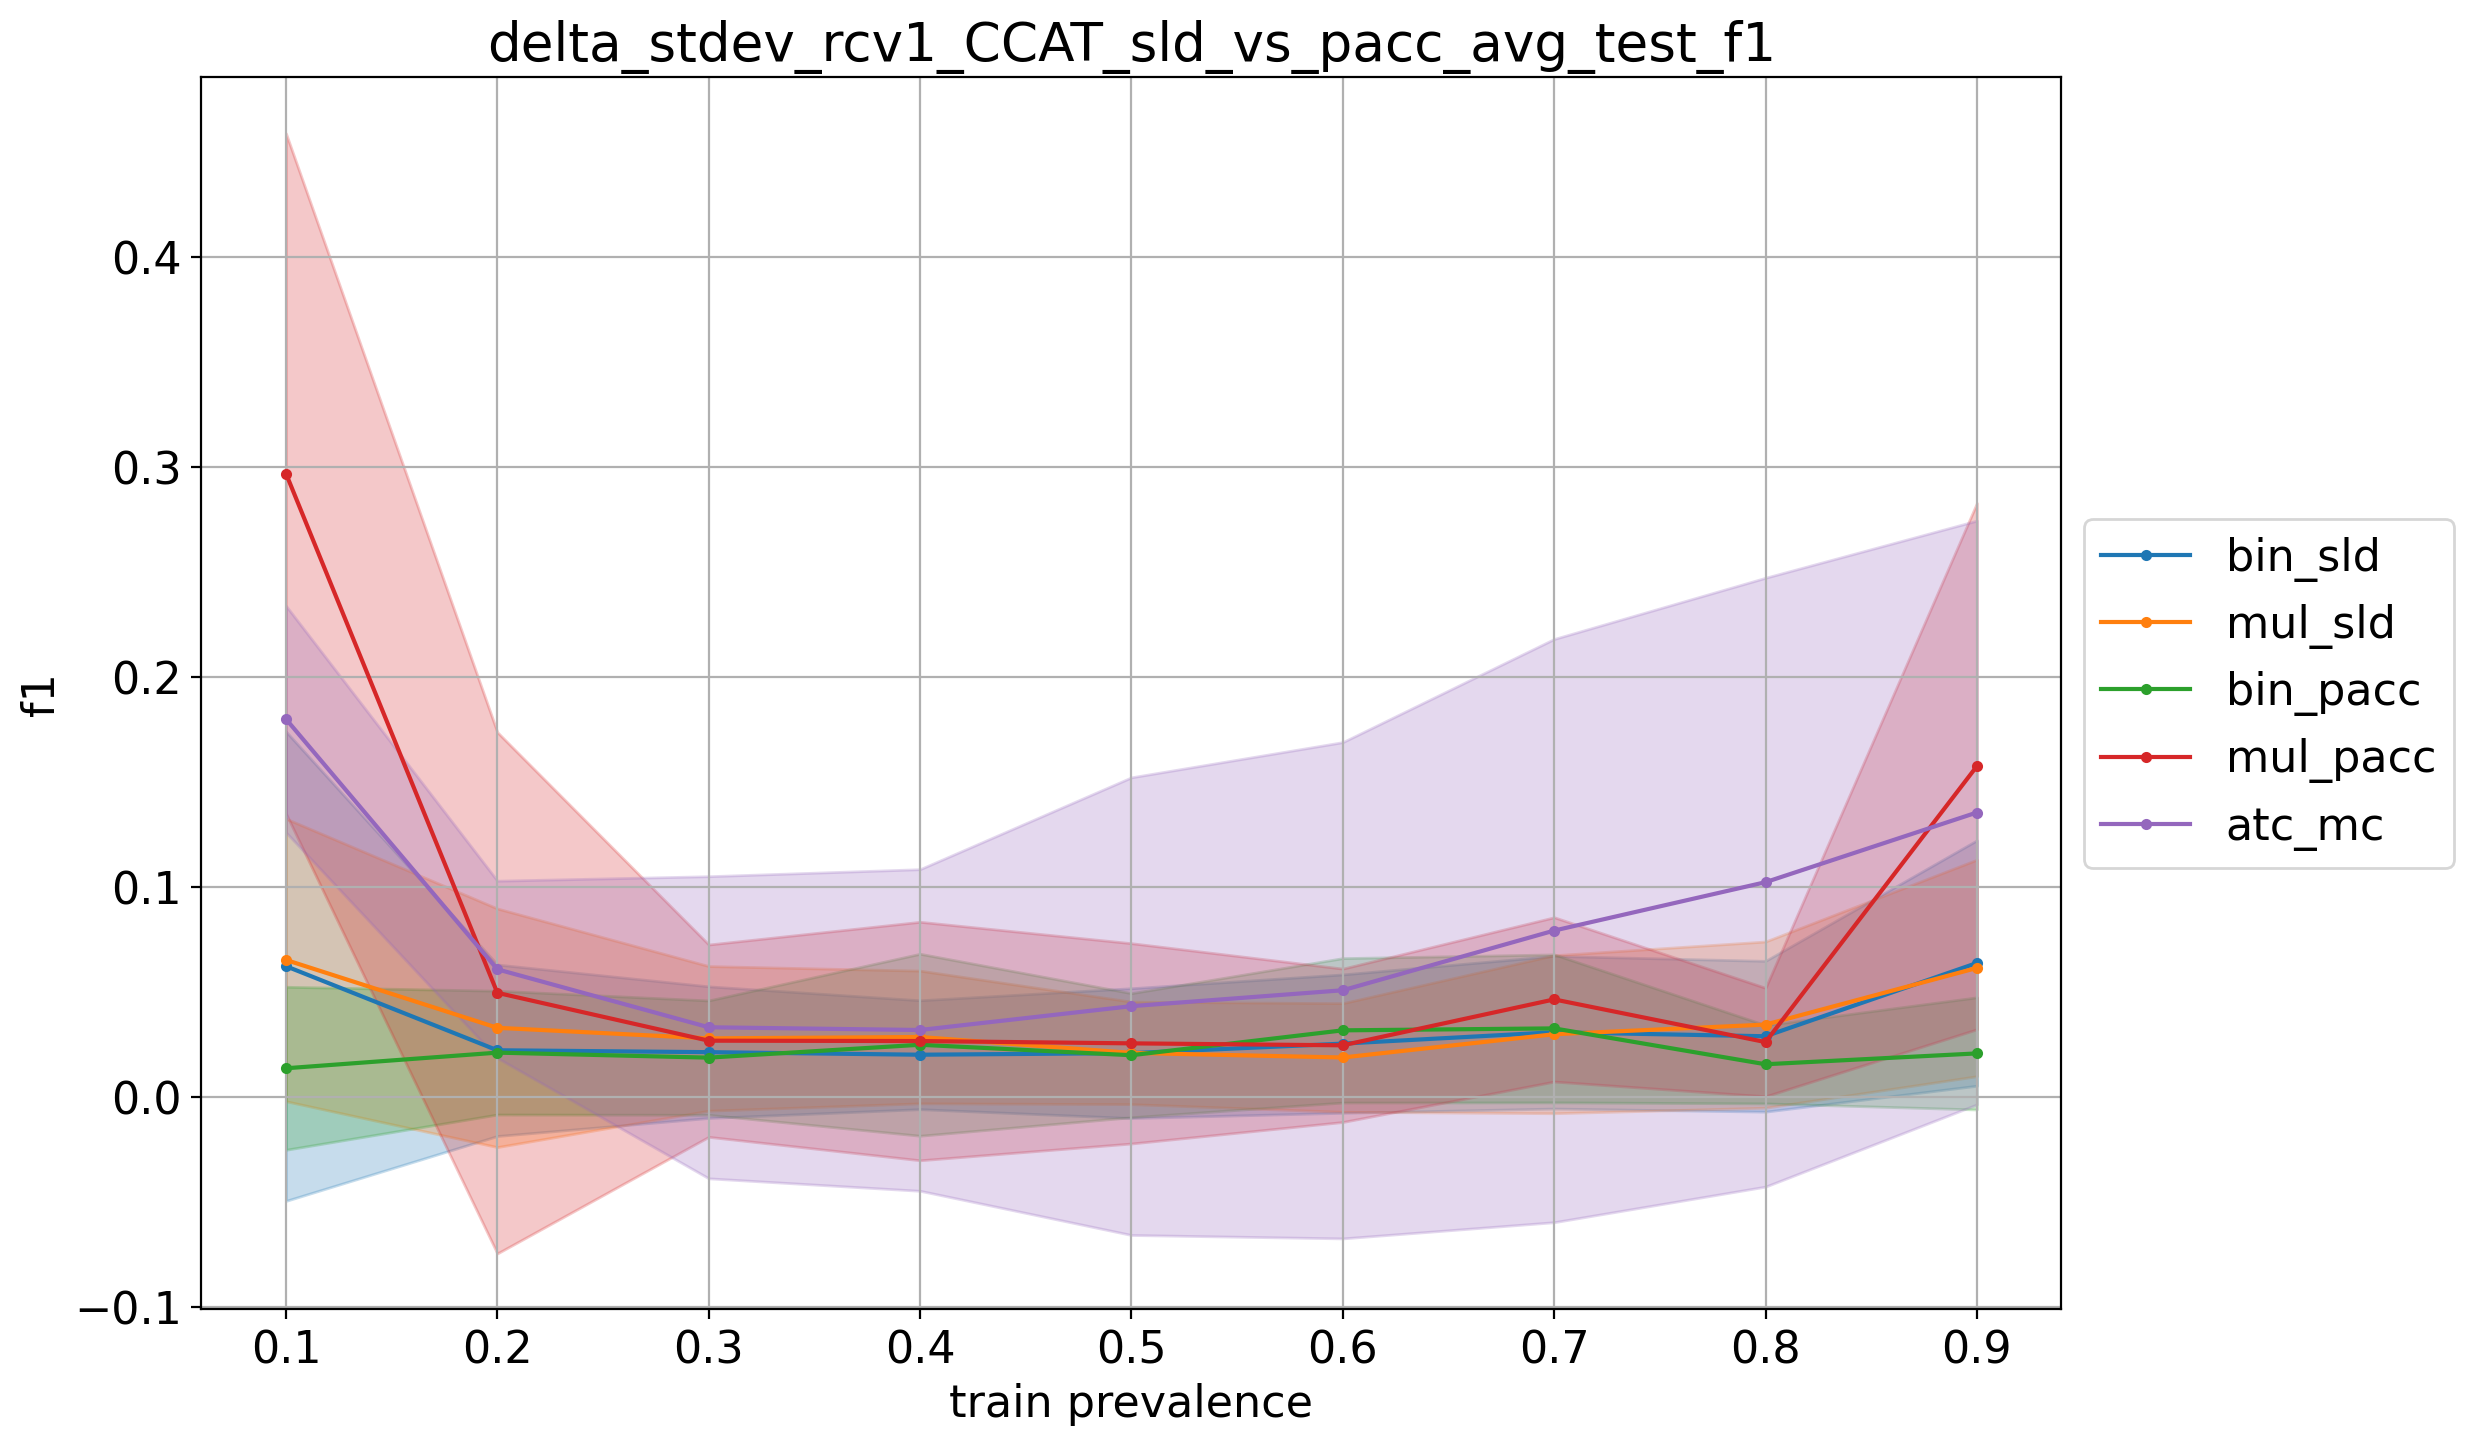 delta_stdev_rcv1_CCAT_sld_vs_pacc_avg_test_f1
f1
0.4
0.3
0.2
0.1
0.0
−0.1
0.1 0.2 0.3 0.4 0.5 0.6 0.7 0.8 0.9
train prevalence
bin_sld
mul_sld
bin_pacc
mul_pacc
atc_mc